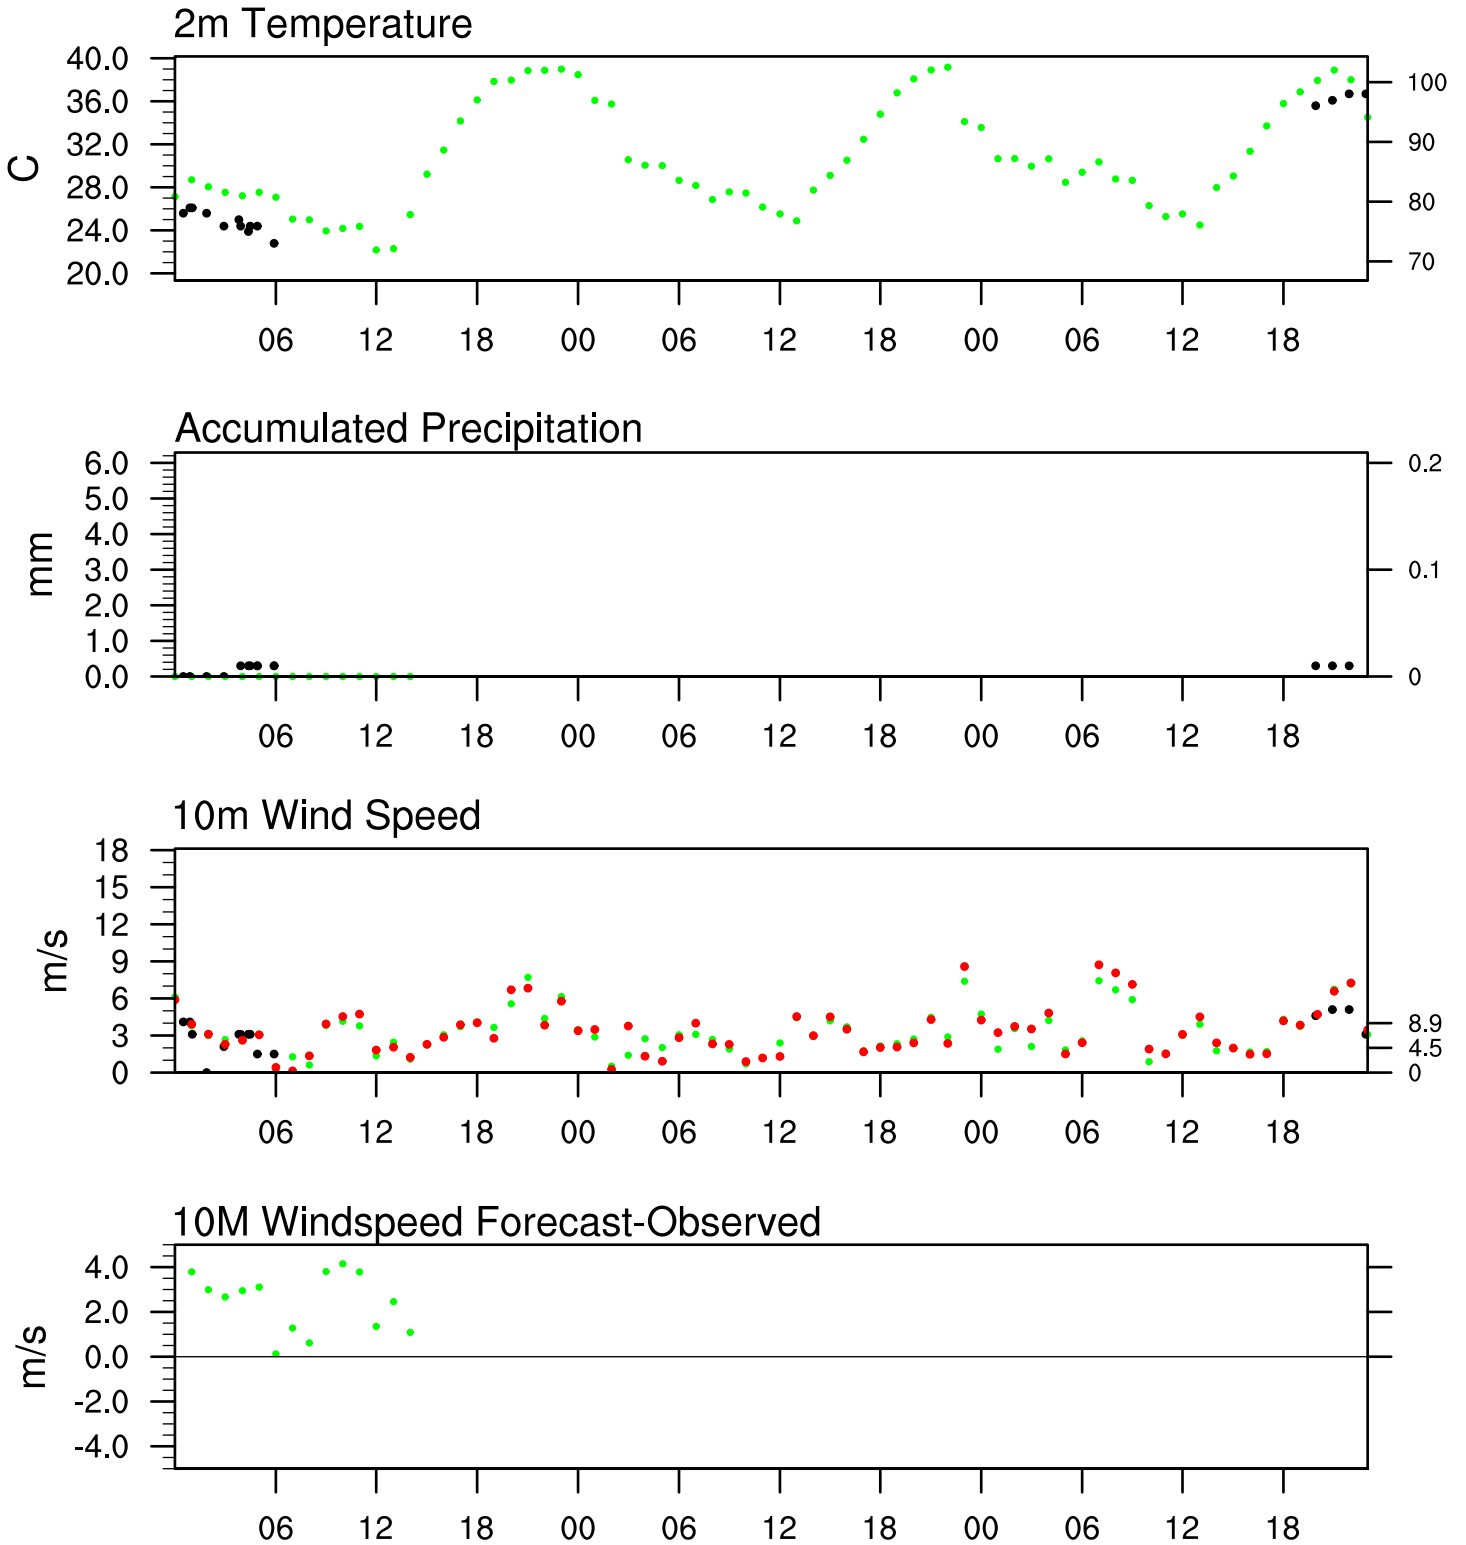 2m Temperature
40.0
36.0
32.0
28.0
24.0
20.0
C
100
90
80
70
06 12 18 00 06 12 18 00 06 12 18
Accumulated Precipitation
6.0
5.0
4.0
3.0
2.0
1.0
0.0
mm
0.2
0.1
0
06 12 18 00 06 12 18 00 06 12 18
10m Wind Speed
18
15
12
9
6
3
0
m/s
8.9
4.5
0
06 12 18 00 06 12 18 00 06 12 18
10M Windspeed Forecast-Observed
4.0
2.0
0.0
-2.0
-4.0
m/s
06 12 18 00 06 12 18 00 06 12 18